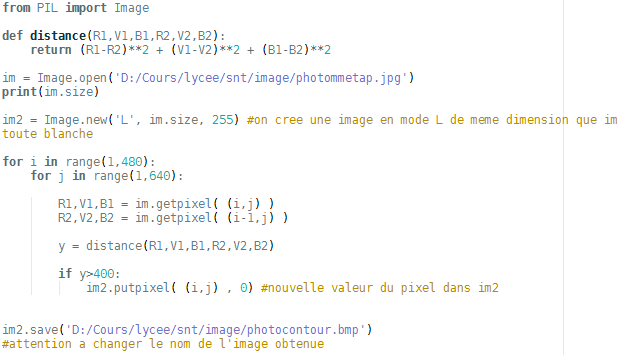 from PIL import Image
def distance(R1,V1,B1,R2,V2,B2):
    return (R1-R2)**2 + (V1-V2)**2 + (B1-B2)**2
im = Image.open('D:/Cours/lycee/snt/image/photommetap.jpg')
print(im.size)
im2 = Image.new('L', im.size, 255) #on cree une image en mode L de meme dimension que im
toute blanche
for i in range(1,480):
    for j in range(1,640):
        R1,V1,B1 = im.getpixel( (i,j) )
        R2,V2,B2 = im.getpixel( (i-1,j) )
        y = distance(R1,V1,B1,R2,V2,B2)
        if y>400:
            im2.putpixel( (i,j) , 0) #nouvelle valeur du pixel dans im2
im2.save('D:/Cours/lycee/snt/image/photocontour.bmp')
#attention a changer le nom de l'image obtenue